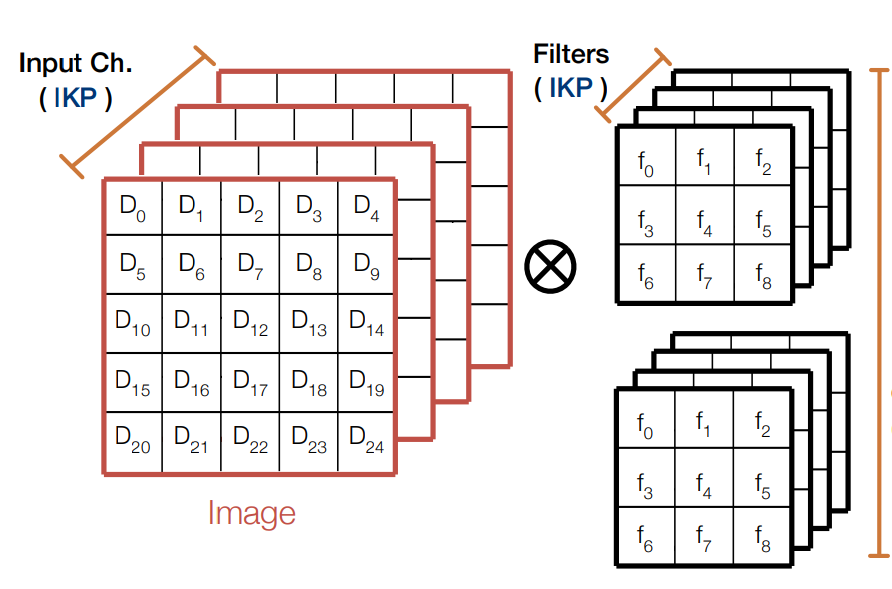 Input Ch.
( IKP )
Filters
( IKP )
D0 D1 D2 D3 D4
D5 D6 D7 D8 D9
D10 D11 D12 D13 D14
D15 D16 D17 D18 D19
D20 D21 D22 D23 D24
Image
⊗
f0 f1 f2
f3 f4 f5
f6 f7 f8
f0 f1 f2
f3 f4 f5
f6 f7 f8